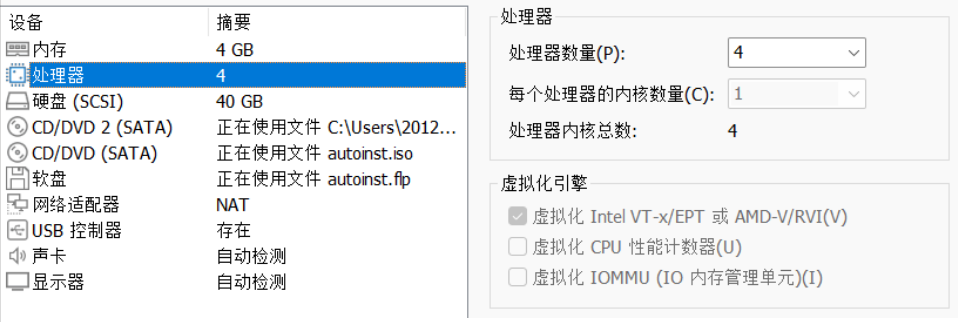 设备 摘要
内存 4 GB
处理器 4
硬盘 (SCSI) 40 GB
CD/DVD 2 (SATA) 正在使用文件 C:\Users\2012...
CD/DVD (SATA) 正在使用文件 autoinst.iso
软盘 正在使用文件 autoinst.flp
网络适配器 NAT
USB 控制器 存在
声卡 自动检测
显示器 自动检测
处理器
处理器数量(P): 4
每个处理器的内核数量(C): 1
处理器内核总数: 4
虚拟化引擎
虚拟化 Intel VT-x/EPT 或 AMD-V/RVI(V)
虚拟化 CPU 性能计数器(U)
虚拟化 IOMMU (IO 内存管理单元)(I)